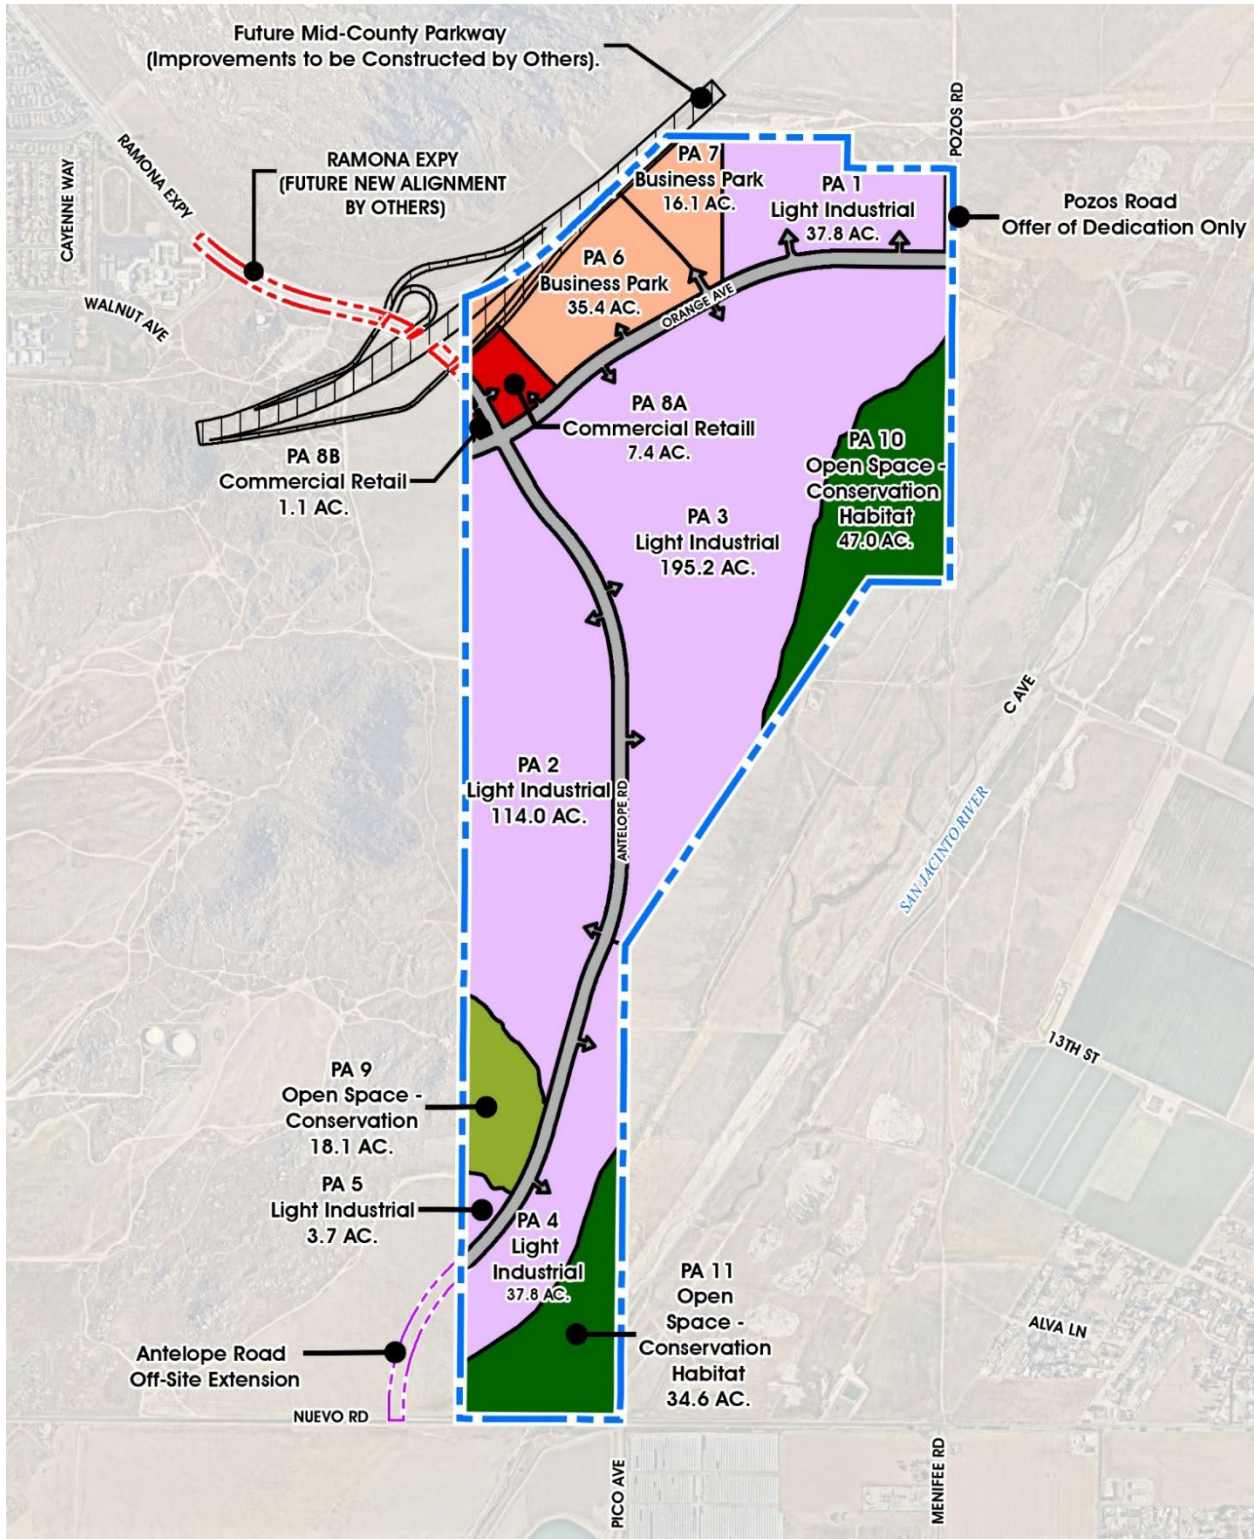 Future Mid-County Parkway
(Improvements to be Constructed by Others).
POZOS RD
RAMONA EXPY
CAYENNE WAY
RAMONA EXPY
(FUTURE NEW ALIGNMENT
BY OTHERS)
PA 7
Business Park
16.1 AC.
PA 1
Light Industrial
37.8 AC.
Pozos Road
Offer of Dedication Only
PA 6
Business Park
35.4 AC.
WALNUT AVE
ORANGE AVE
PA 8A
Commercial Retaill
7.4 AC.
PA 8B
Commercial Retail
1.1 AC.
PA 10
Open Space -
Conservation
Habitat
47.0 AC.
PA 3
Light Industrial
195.2 AC.
C AVE
PA 2
Light Industrial
114.0 AC.
ANTELOPE RD
SAN JACINTO RIVER
13TH ST
PA 9
Open Space -
Conservation
18.1 AC.
PA 5
Light Industrial
3.7 AC.
PA 4
Light
Industrial
37.8 AC.
PA 11
Open
Space -
Conservation
Habitat
34.6 AC.
ALVA LN
Antelope Road
Off-Site Extension
NUEVO RD
PICO AVE
MENIFEE RD